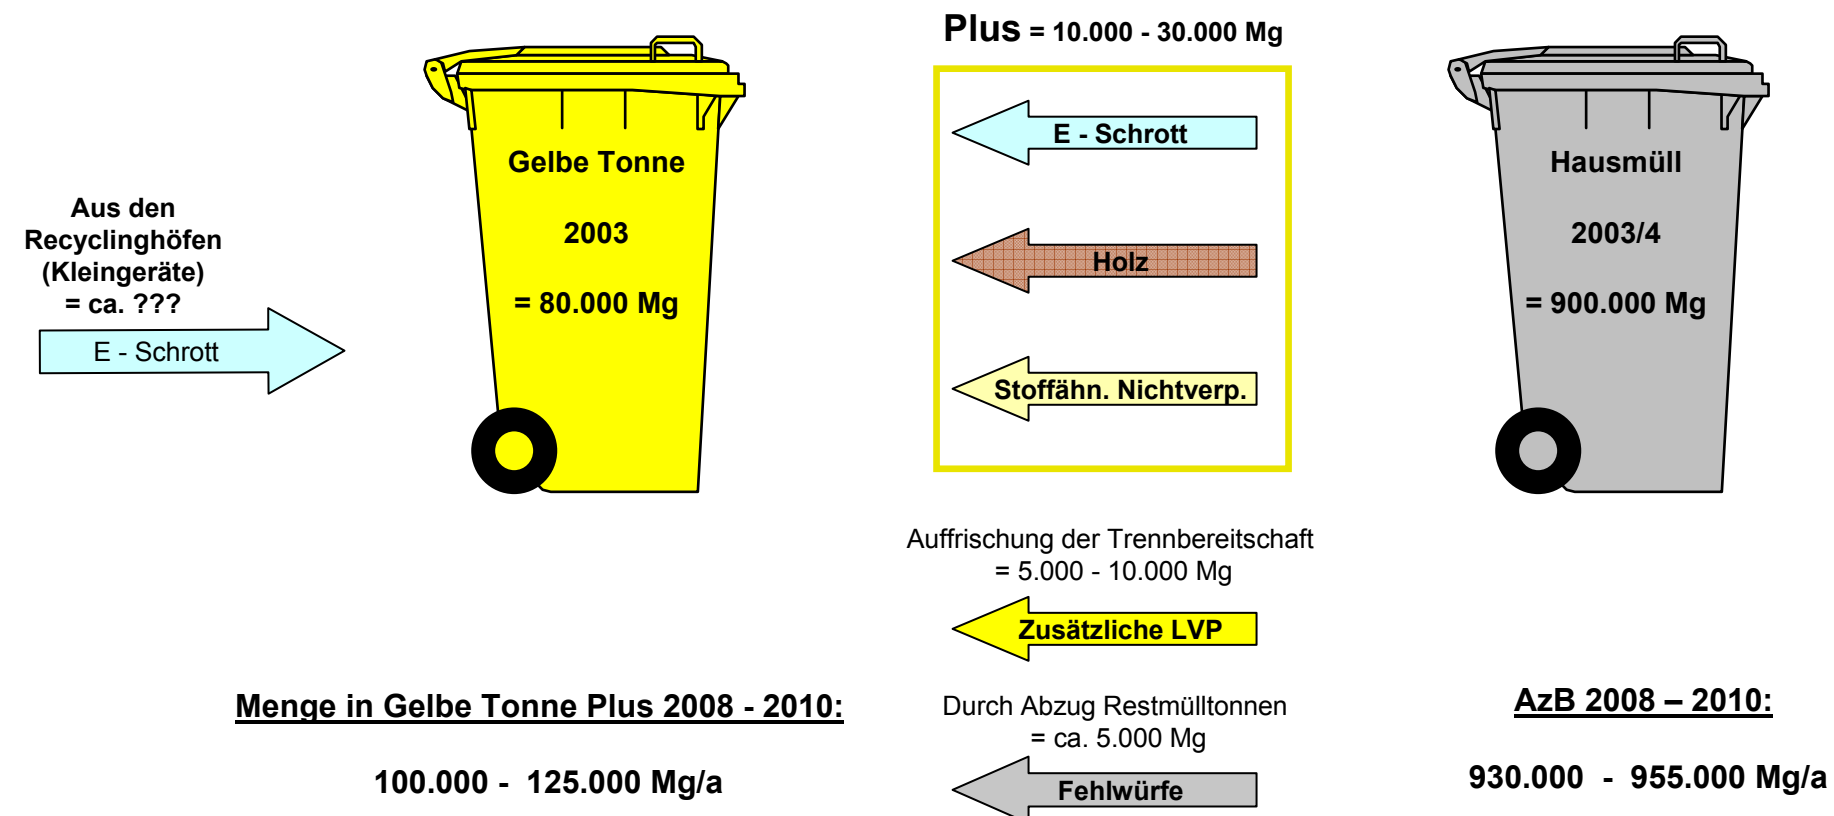 Plus = 10.000 - 30.000 Mg
Aus den
Recyclinghöfen
(Kleingeräte)
= ca. ???
E - Schrott
Gelbe Tonne
2003
= 80.000 Mg
E - Schrott
Holz
Stoffähn. Nichtverp.
Hausmüll
2003/4
= 900.000 Mg
Auffrischung der Trennbereitschaft
= 5.000 - 10.000 Mg
Zusätzliche LVP
Durch Abzug Restmülltonnen
= ca. 5.000 Mg
Fehlwürfe
Menge in Gelbe Tonne Plus 2008 - 2010:
100.000 - 125.000 Mg/a
AzB 2008 – 2010:
930.000 - 955.000 Mg/a